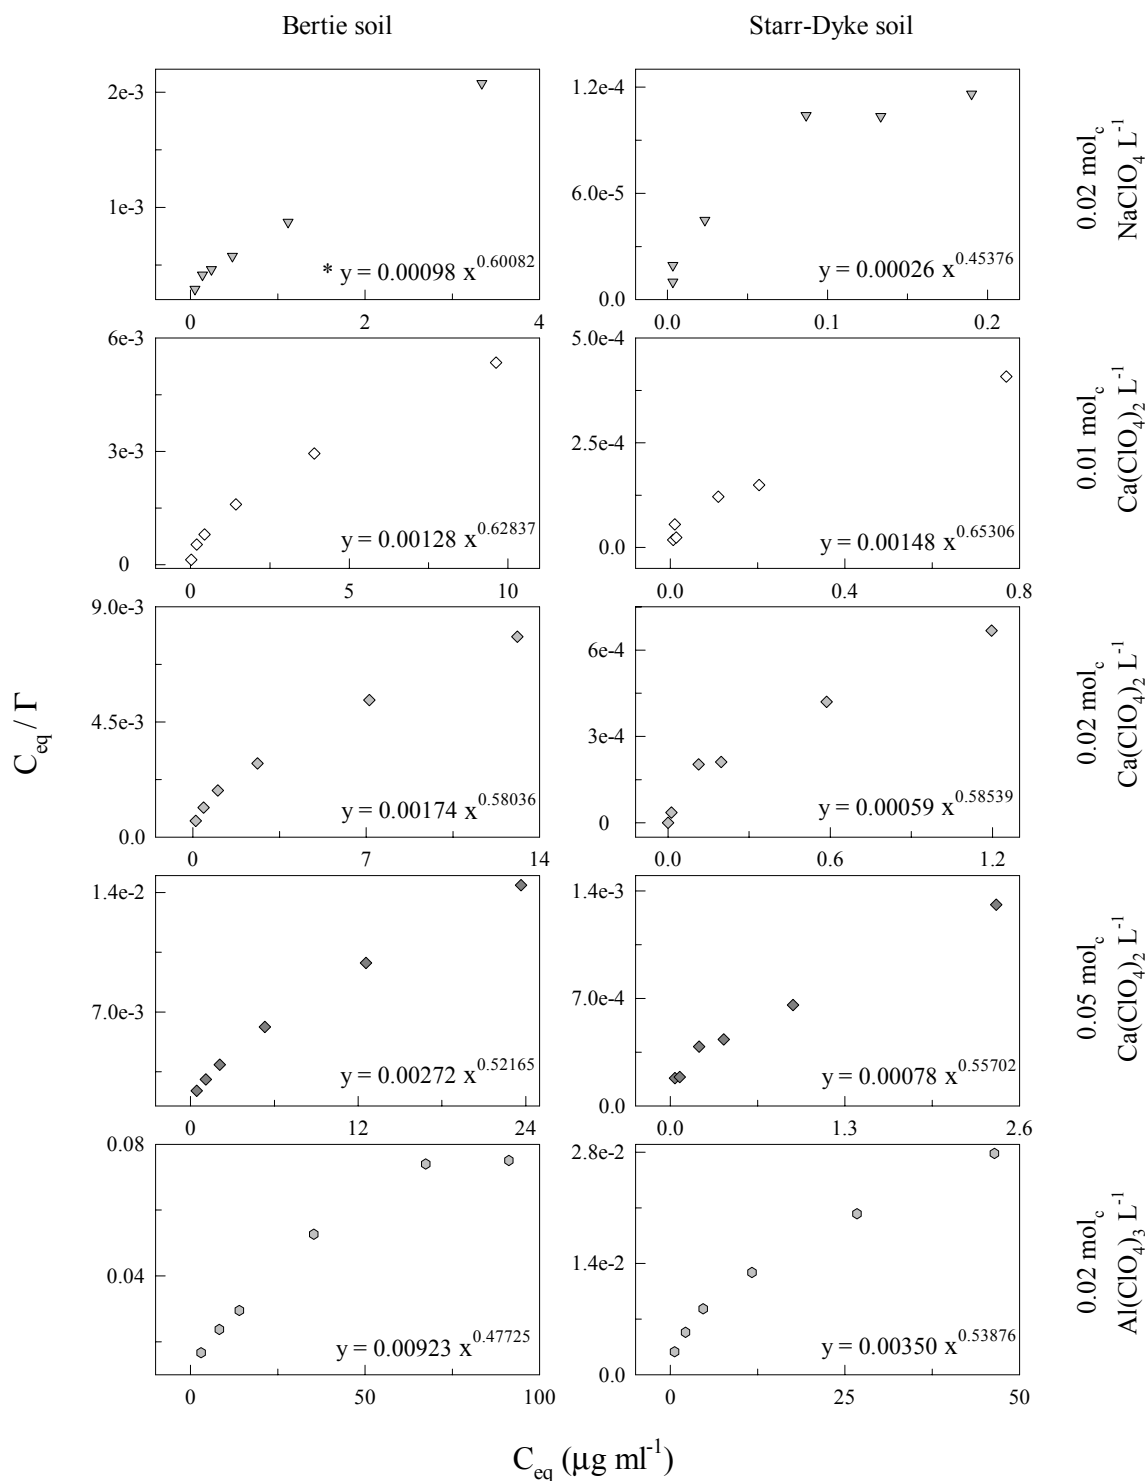 Bertie soil
Starr-Dyke soil
2e-3
1e-3
* y = 0.00098 x^0.60082
0 2 4
1.2e-4
6.0e-5
0.0
y = 0.00026 x^0.45376
0.0 0.1 0.2
0.02 mol_c
NaClO_4 L^-1
6e-3
3e-3
0
y = 0.00128 x^0.62837
0 5 10
5.0e-4
2.5e-4
0.0
y = 0.00148 x^0.65306
0.0 0.4 0.8
0.01 mol_c
Ca(ClO_4)_2 L^-1
9.0e-3
4.5e-3
0.0
y = 0.00174 x^0.58036
0 7 14
6e-4
3e-4
0
y = 0.00059 x^0.58539
0.0 0.6 1.2
0.02 mol_c
Ca(ClO_4)_2 L^-1
C_eq / Γ
1.4e-2
7.0e-3
y = 0.00272 x^0.52165
0 12 24
1.4e-3
7.0e-4
0.0
y = 0.00078 x^0.55702
0.0 1.3 2.6
0.05 mol_c
Ca(ClO_4)_2 L^-1
0.08
0.04
y = 0.00923 x^0.47725
0 50 100
2.8e-2
1.4e-2
0.0
y = 0.00350 x^0.53876
0 25 50
0.02 mol_c
Al(ClO_4)_3 L^-1
C_eq (µg ml^-1)